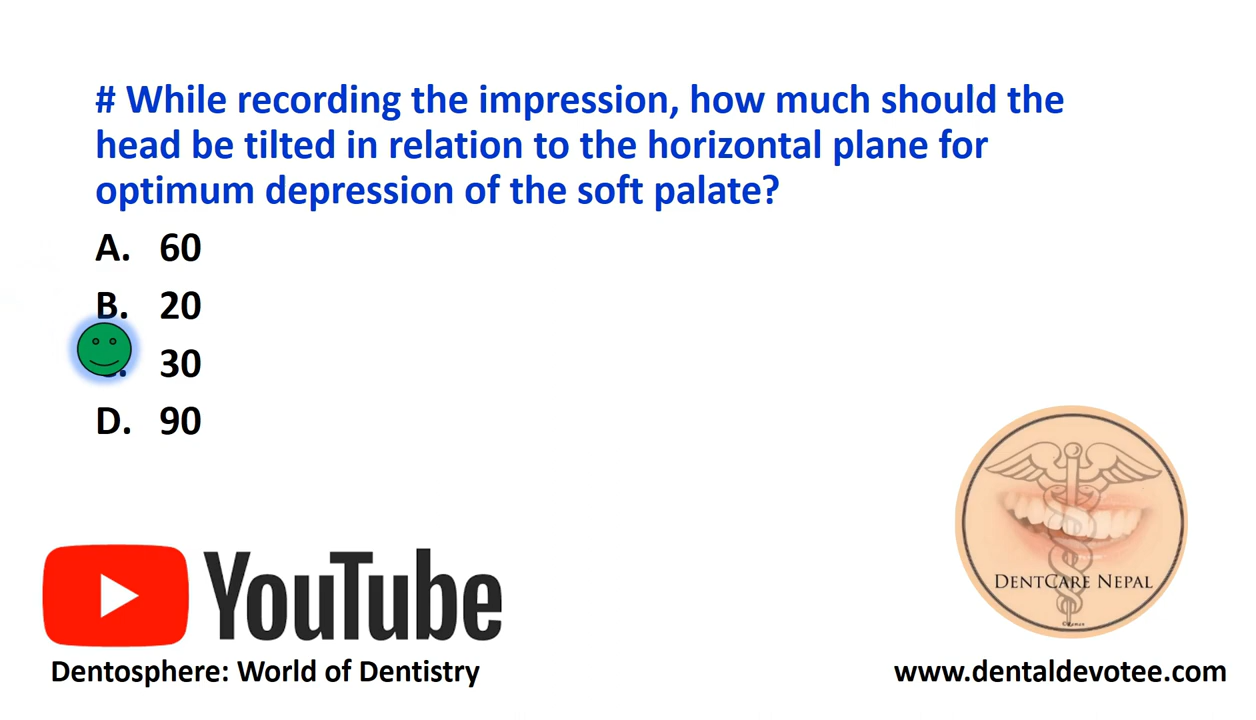 # While recording the impression, how much should the
head be tilted in relation to the horizontal plane for
optimum depression of the soft palate?
A. 60
B. 20
30
D. 90
DENTCARE NEPAL
YouTube
Dentosphere: World of Dentistry
www.dentaldevotee.com